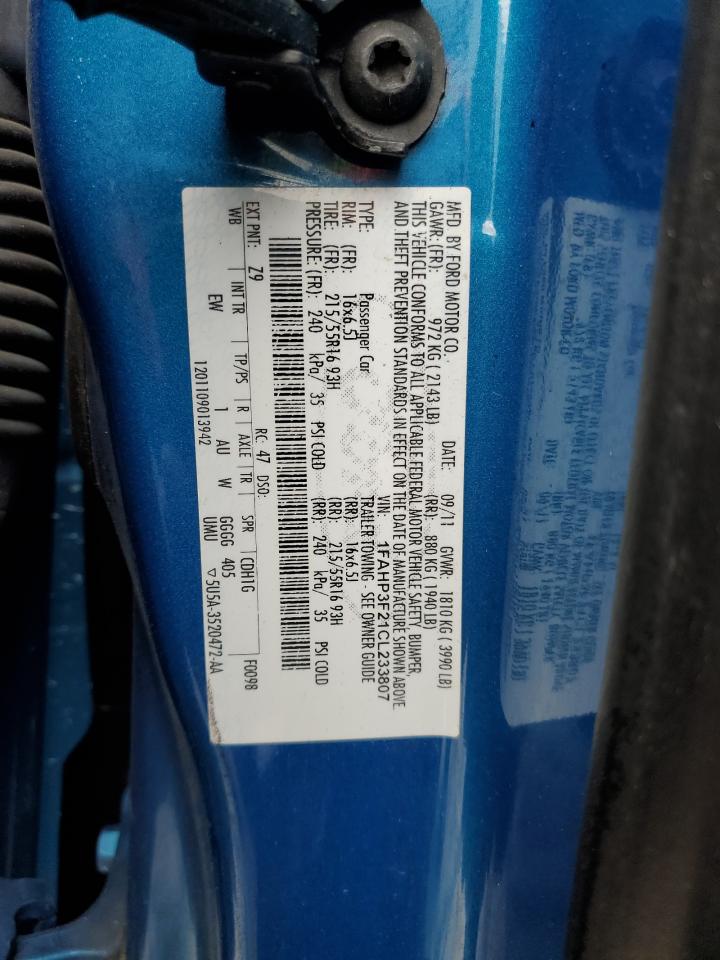 MFD BY FORD MOTOR CO. DATE: 09/11 GVWR: 1810 KG ( 3990 LB)
GAWR: (FR): 972 KG ( 2143 LB) (RR): 880 KG ( 1940 LB)
THIS VEHICLE CONFORMS TO ALL APPLICABLE FEDERAL MOTOR VEHICLE SAFETY, BUMPER,
AND THEFT PREVENTION STANDARDS IN EFFECT ON THE DATE OF MANUFACTURE SHOWN ABOVE
VIN: 1FAHP3F21CL233807
TYPE: Passenger Car TRAILER TOWING - SEE OWNER GUIDE
RIM: (FR): 16x6.5J (RR): 16x6.5J
TIRE: (FR): 215/55R16 93H (RR): 215/55R16 93H
PRESSURE: (FR): 240 kPa/ 35 PSI COLD (RR): 240 kPa/ 35 PSI COLD
EXT PNT: Z9 RC: 47 DSO: F0098
WB INT TR TP/PS R AXLE TR SPR CDH1G
EW 1 AU W GGGG 405
UMU
1201109013942 ▽5U5A-3520472-AA